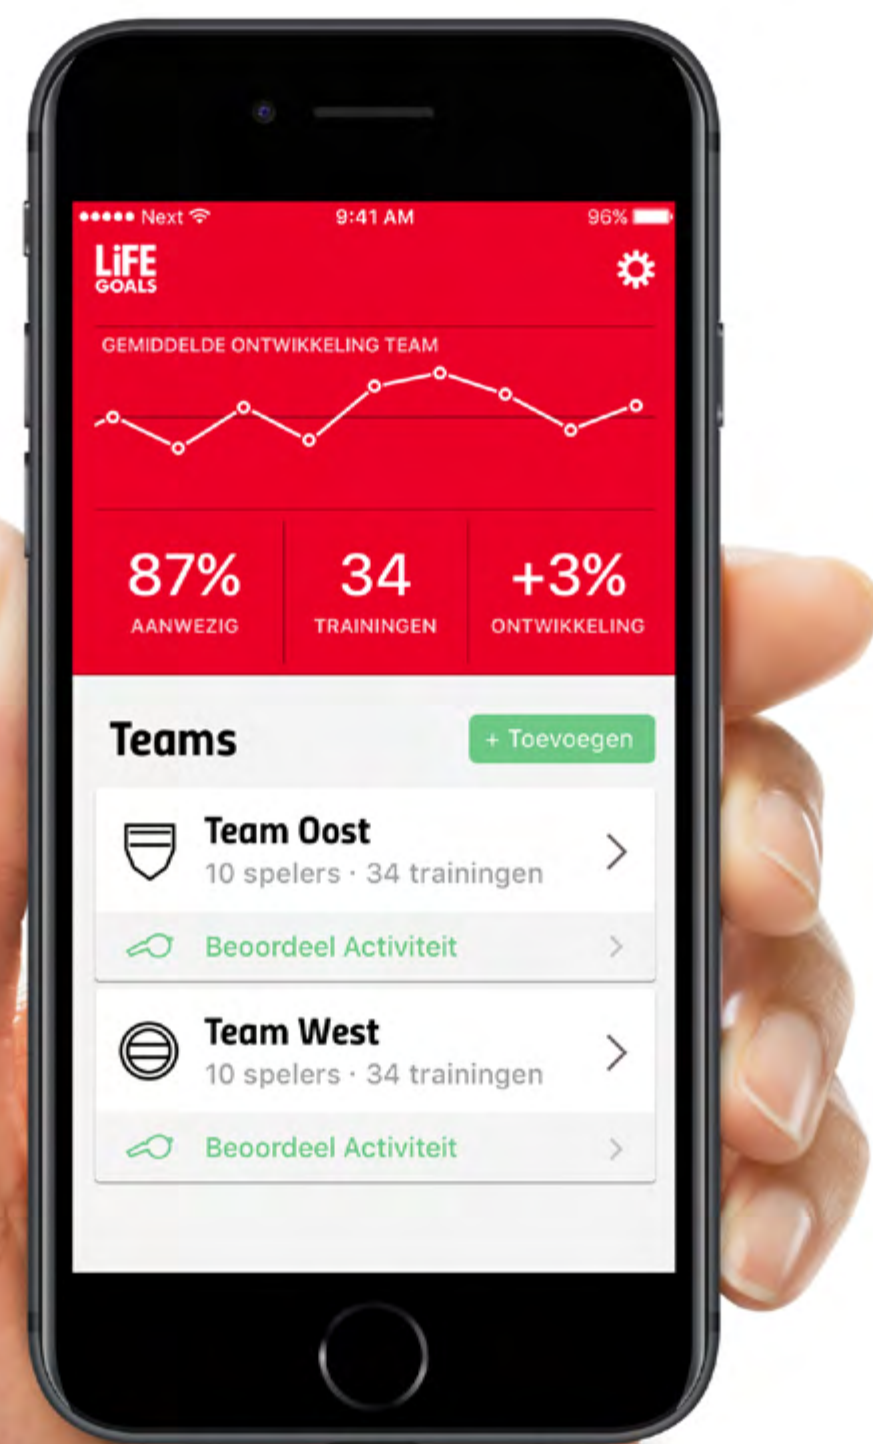 Next
9:41 AM
96%
LiFE
GOALS
GEMIDDELDE ONTWIKKELING TEAM
87%
34
+3%
AANWEZIG
TRAININGEN
ONTWIKKELING
Teams
+ Toevoegen
Team Oost
10 spelers · 34 trainingen
Beoordeel Activiteit
Team West
10 spelers · 34 trainingen
Beoordeel Activiteit